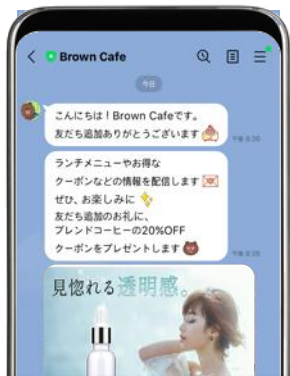 Brown Cafe
今日
こんにちは！Brown Cafeです。
友だち追加ありがとうございます
午後 8:26
ランチメニューやお得な
クーポンなどの情報を配信します
ぜひ、お楽しみに
友だち追加のお礼に、
ブレンドコーヒーの20%OFF
クーポンをプレゼントします
午後 8:26
見惚れる透明感。